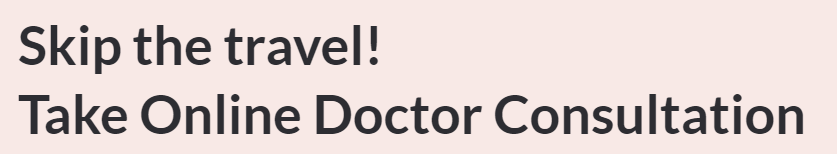 Skip the travel!
Take Online Doctor Consultation